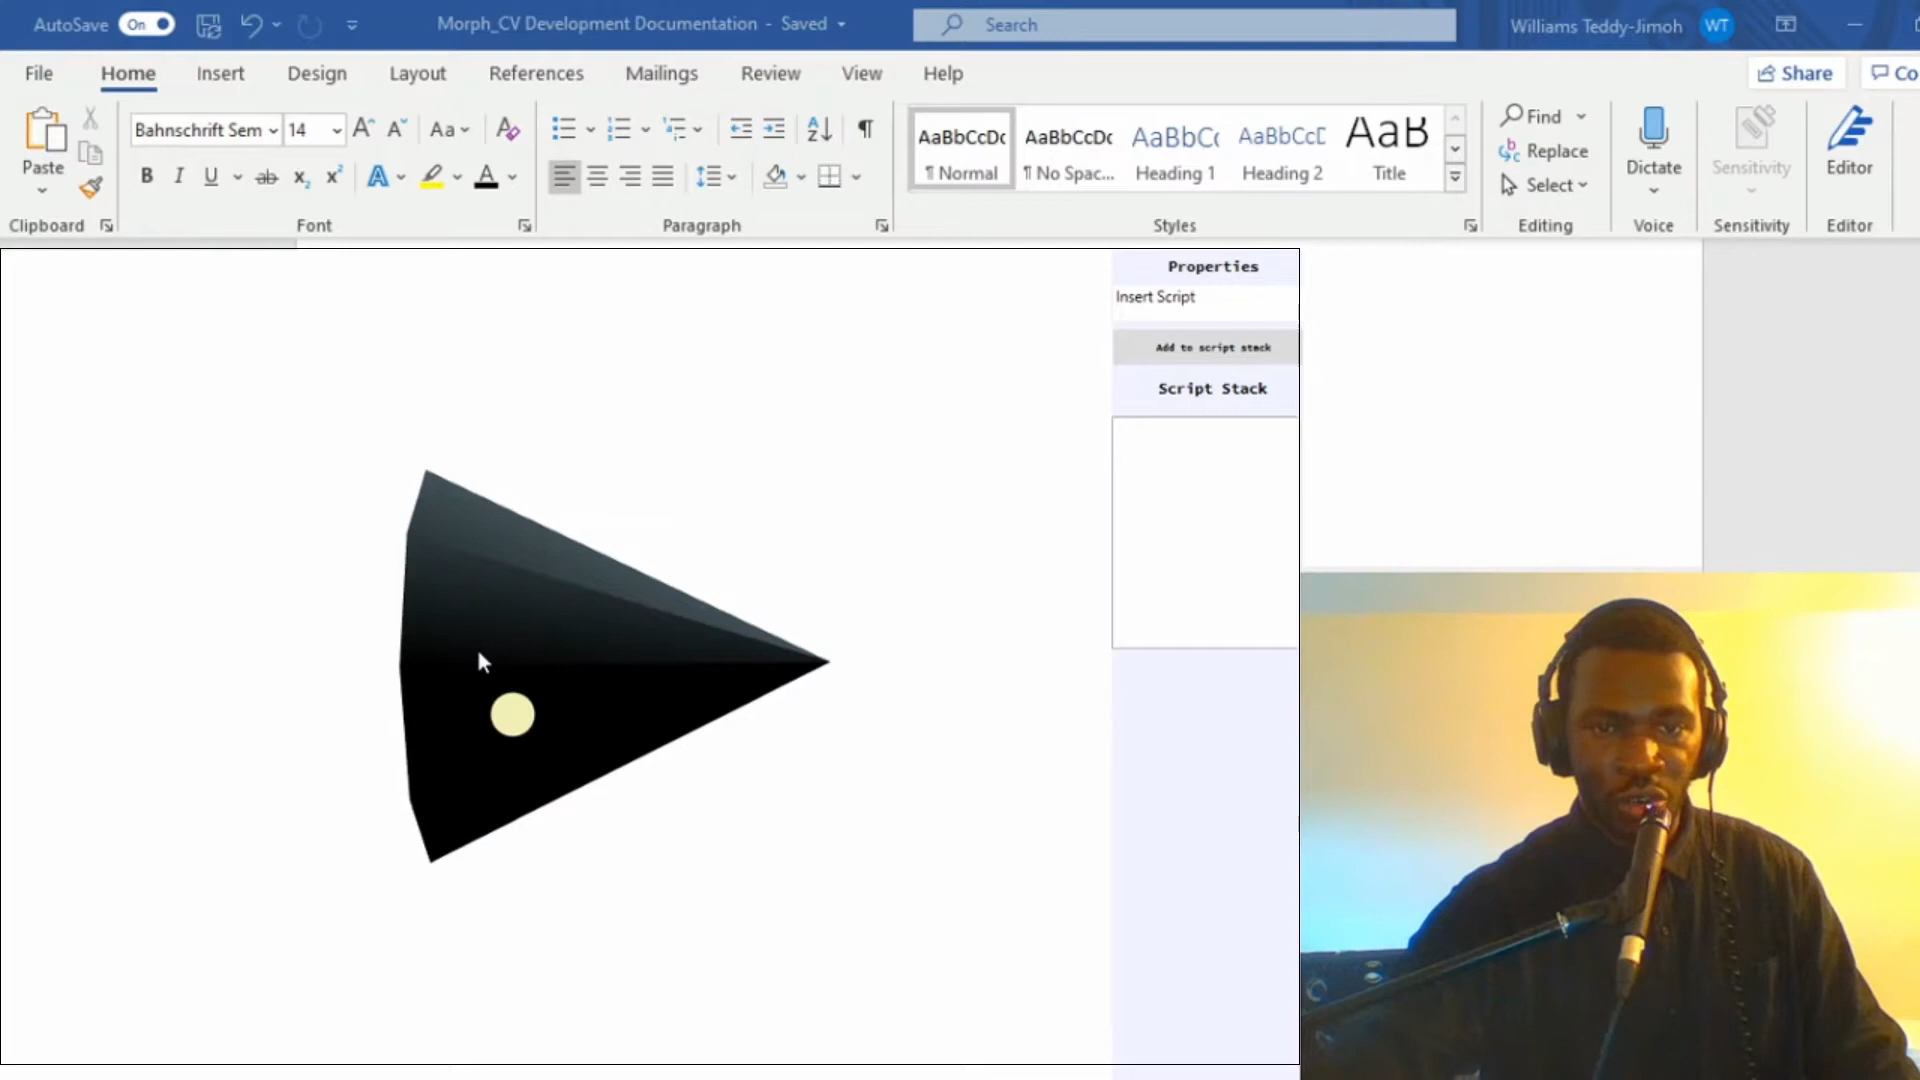 AutoSave On Morph_CV Development Documentation - Saved Search Williams Teddy-Jimoh WT
File Home Insert Design Layout References Mailings Review View Help Share Co
Paste Bahnschrift Sem 14 Aa AaBbCcDc AaBbCcDc AaBbC( AaBbCcD AaB Find Replace Select Dictate Sensitivity Editor
¶ Normal ¶ No Spac... Heading 1 Heading 2 Title
Clipboard Font Paragraph Styles Editing Voice Sensitivity Editor
Properties
Insert Script
Add to script stack
Script Stack